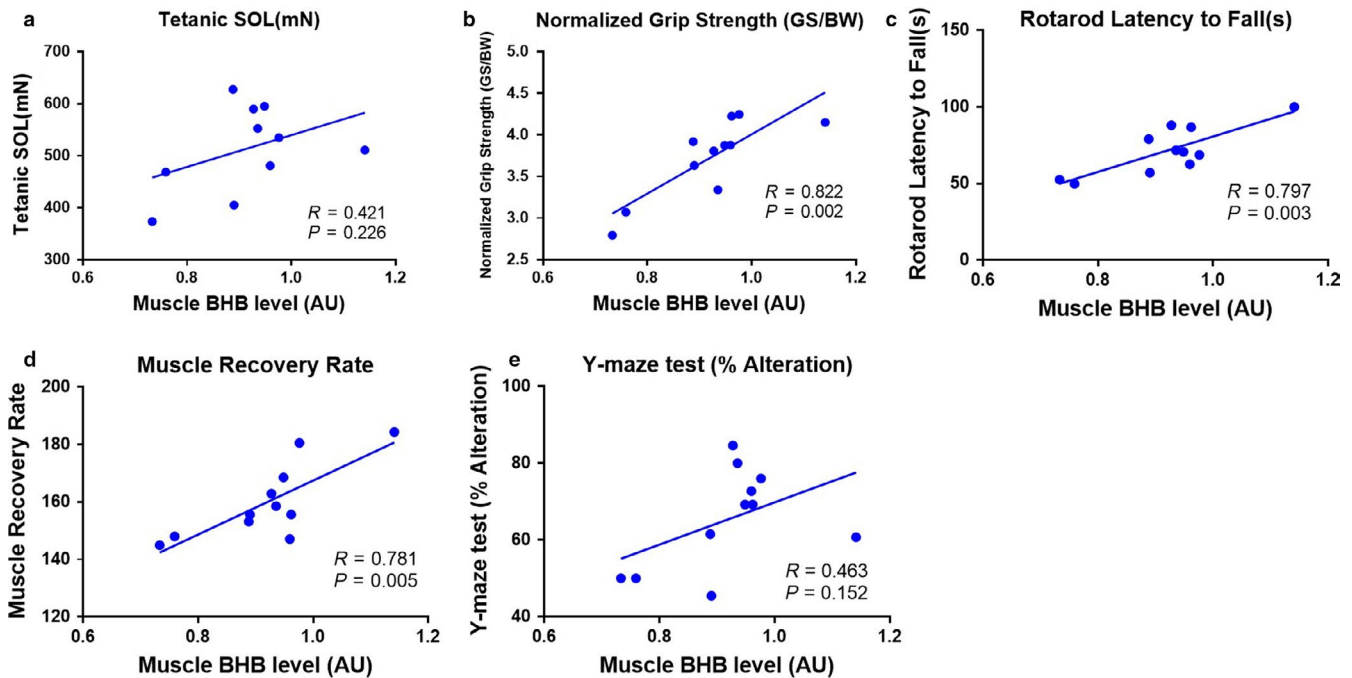 a
Tetanic SOL(mN)
Tetanic SOL(mN)
700
600
500
400
300
R = 0.421
P = 0.226
0.6
0.8
1.0
1.2
Muscle BHB level (AU)
b
Normalized Grip Strength (GS/BW)
Normalized Grip Strength (GS/BW)
5.0
4.5
4.0
3.5
3.0
2.5
R = 0.822
P = 0.002
0.6
0.8
1.0
1.2
Muscle BHB level (AU)
c
Rotarod Latency to Fall(s)
Rotarod Latency to Fall(s)
150
100
50
0
R = 0.797
P = 0.003
0.6
0.8
1.0
1.2
Muscle BHB level (AU)
d
Muscle Recovery Rate
Muscle Recovery Rate
200
180
160
140
120
R = 0.781
P = 0.005
0.6
0.8
1.0
1.2
Muscle BHB level (AU)
e
Y-maze test (% Alteration)
Y-maze test (% Alteration)
100
80
60
40
R = 0.463
P = 0.152
0.6
0.8
1.0
1.2
Muscle BHB level (AU)